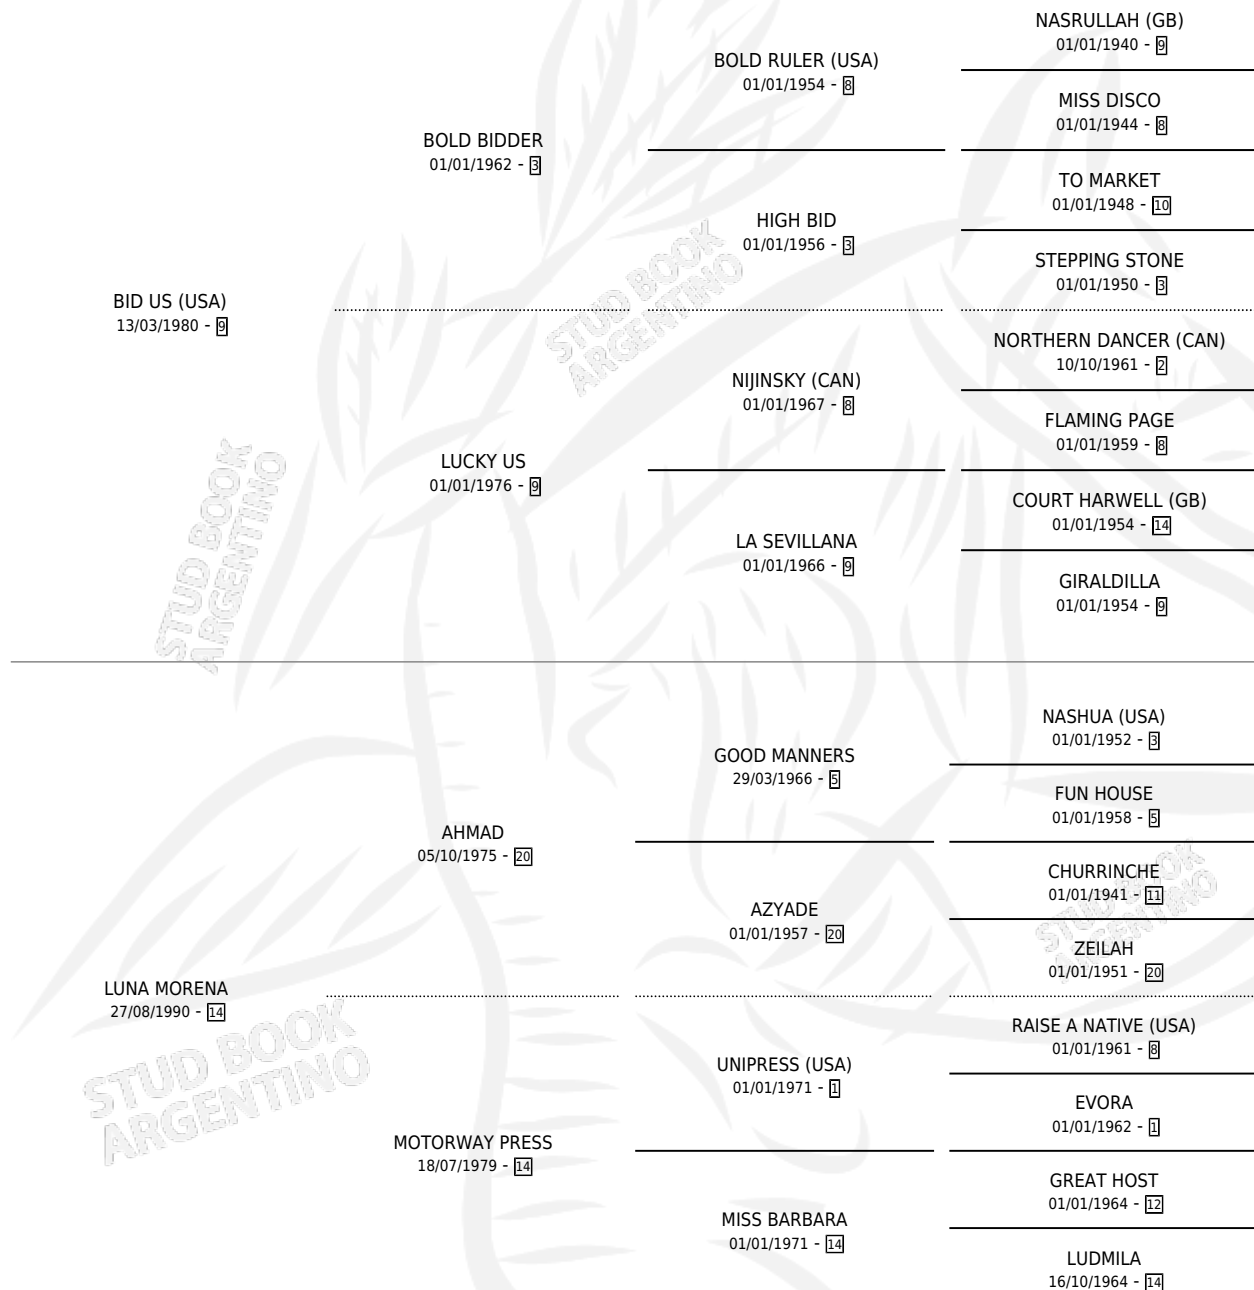 NASRULLAH (GB)
01/01/1940 - 9
BOLD RULER (USA)
01/01/1954 - 8
MISS DISCO
01/01/1944 - 8
BOLD BIDDER
01/01/1962 - 3
TO MARKET
01/01/1948 - 10
HIGH BID
01/01/1956 - 3
STEPPING STONE
01/01/1950 - 3
BID US (USA)
13/03/1980 - 9
NORTHERN DANCER (CAN)
10/10/1961 - 2
NIJINSKY (CAN)
01/01/1967 - 8
FLAMING PAGE
01/01/1959 - 8
LUCKY US
01/01/1976 - 9
COURT HARWELL (GB)
01/01/1954 - 14
LA SEVILLANA
01/01/1966 - 9
GIRALDILLA
01/01/1954 - 9
NASHUA (USA)
01/01/1952 - 3
GOOD MANNERS
29/03/1966 - 5
FUN HOUSE
01/01/1958 - 5
AHMAD
05/10/1975 - 20
CHURRINCHE
01/01/1941 - 11
AZYADE
01/01/1957 - 20
ZEILAH
01/01/1951 - 20
LUNA MORENA
27/08/1990 - 14
RAISE A NATIVE (USA)
01/01/1961 - 8
UNIPRESS (USA)
01/01/1971 - 1
EVORA
01/01/1962 - 1
MOTORWAY PRESS
18/07/1979 - 14
GREAT HOST
01/01/1964 - 12
MISS BARBARA
01/01/1971 - 14
LUDMILA
16/10/1964 - 14
STUD BOOK
ARGENTINO
STUD BOOK
ARGENTINO
STUD BOOK
ARGENTINO
STUD BOOK
ARGENTINO